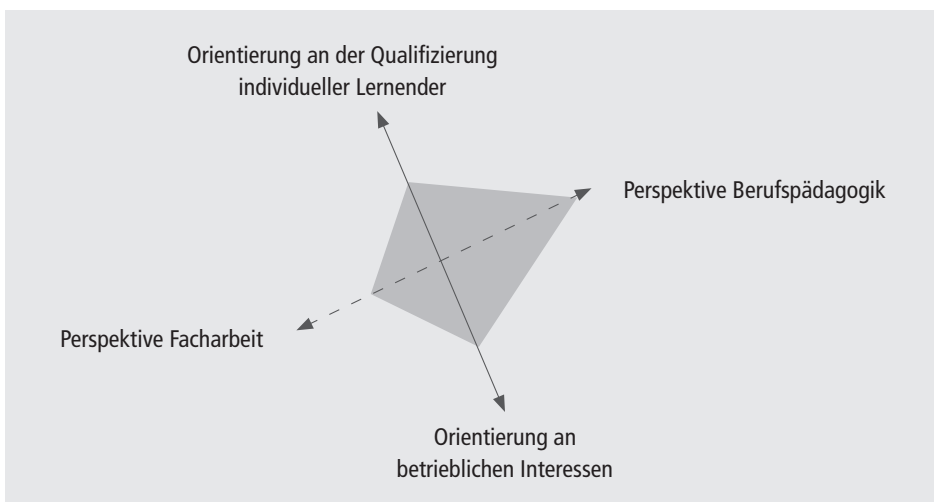 Orientierung an der Qualifizierung
individueller Lernender
Perspektive Berufspädagogik
Perspektive Facharbeit
Orientierung an
betrieblichen Interessen